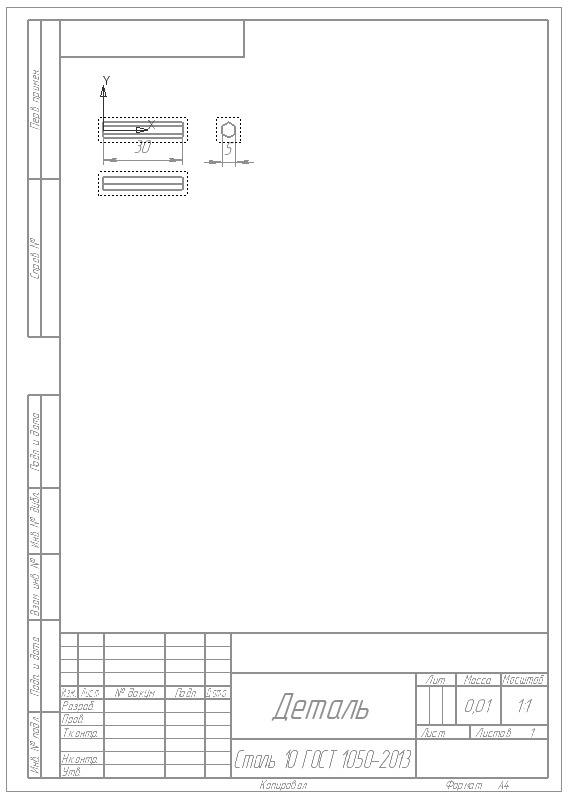 Перв. примен.
Справ. №
Подп. и дата
Инв. № дубл.
Взам. инв. №
Подп. и дата
Инв. № подл.
Y
X
30
5
Изм. Лист № докум. Подп. Дата
Разраб.
Пров.
Т.контр.
Н.контр.
Утв.
Деталь
Сталь 10 ГОСТ 1050-2013
Лит. Масса Масштаб
0,01 1:1
Лист Листов 1
Копировал Формат A4